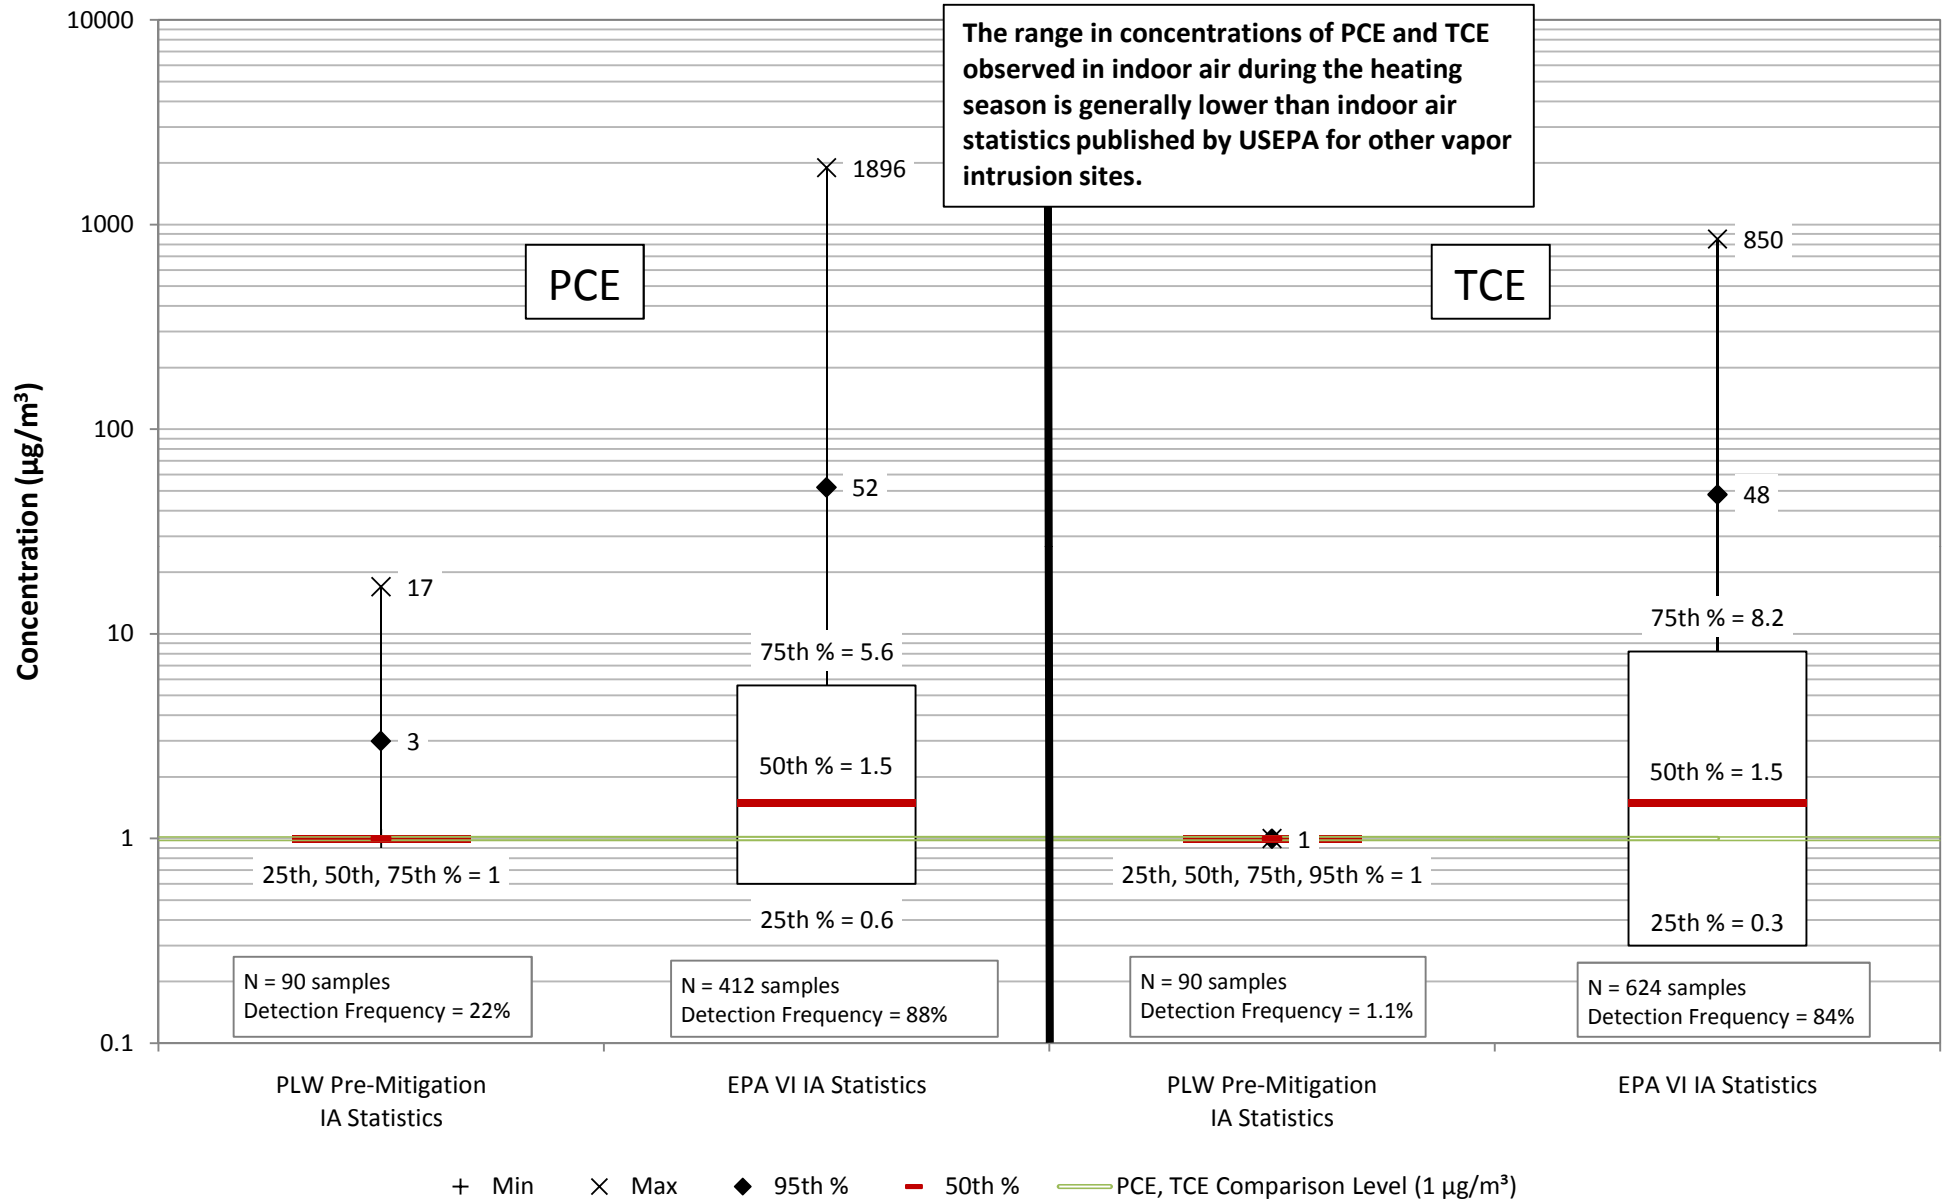 The range in concentrations of PCE and TCE
observed in indoor air during the heating
season is generally lower than indoor air
statistics published by USEPA for other vapor
intrusion sites.
Concentration (µg/m³)
10000
1000
100
10
1
0.1
PCE
TCE
17
3
25th, 50th, 75th % = 1
N = 90 samples
Detection Frequency = 22%
1896
52
75th % = 5.6
50th % = 1.5
25th % = 0.6
N = 412 samples
Detection Frequency = 88%
1
25th, 50th, 75th, 95th % = 1
N = 90 samples
Detection Frequency = 1.1%
850
48
75th % = 8.2
50th % = 1.5
25th % = 0.3
N = 624 samples
Detection Frequency = 84%
PLW Pre-Mitigation
IA Statistics
EPA VI IA Statistics
PLW Pre-Mitigation
IA Statistics
EPA VI IA Statistics
Min Max 95th % 50th % PCE, TCE Comparison Level (1 µg/m³)